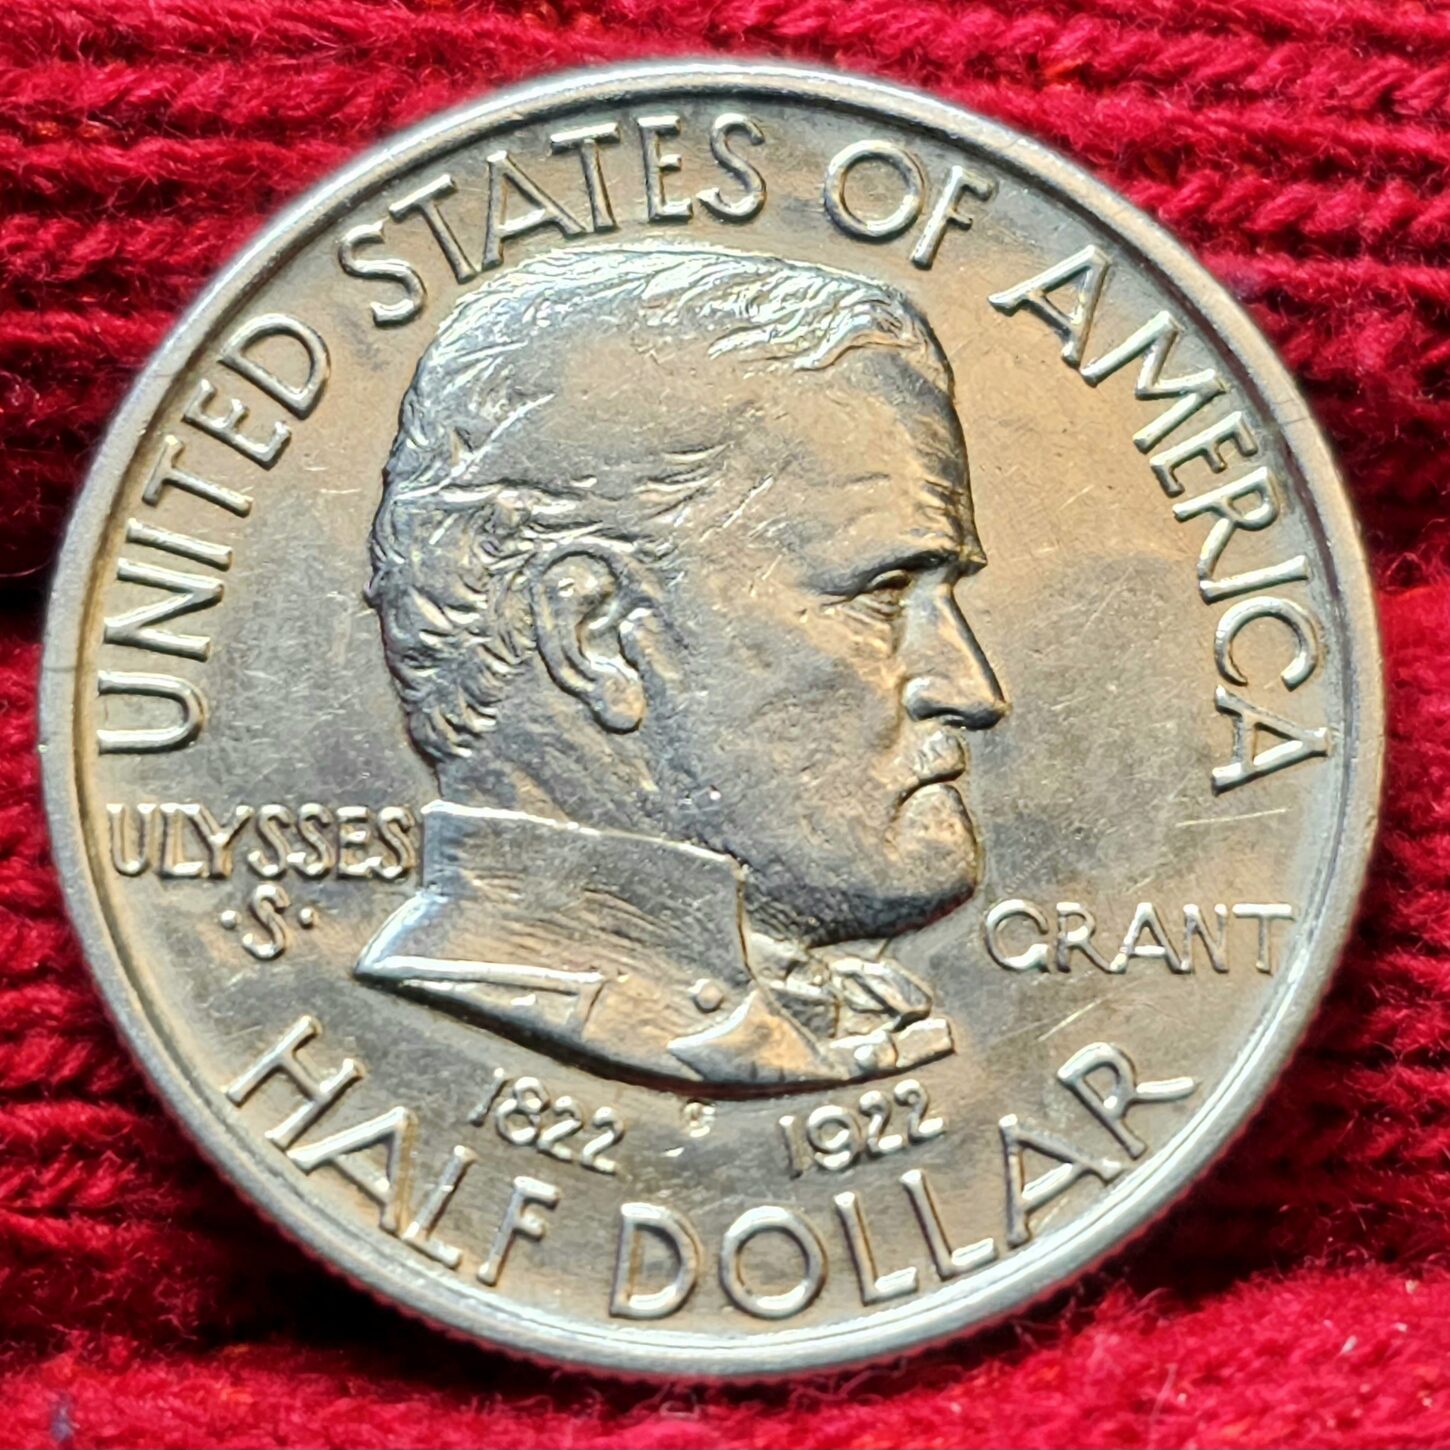 UNITED STATES OF AMERICA
ULYSSES
·S·
GRANT
1822 G 1922
HALF DOLLAR